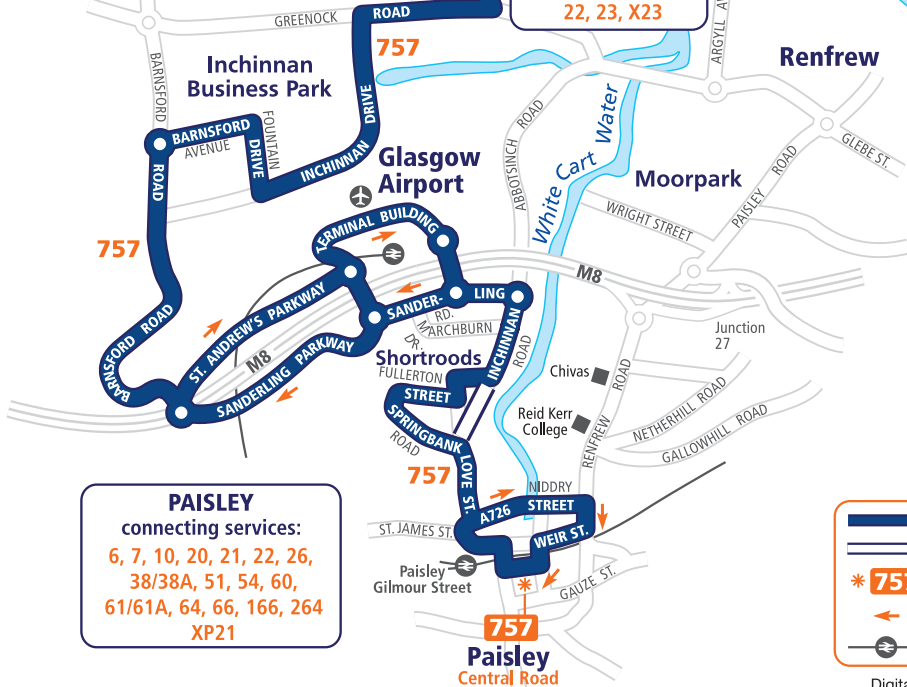 GREENOCK
ROAD
22, 23, X23
ARGYLL AV
757
BARNSFORD
Inchinnan
Business Park
Renfrew
FOUNTAIN
DRIVE
ABBOTSINCH ROAD
White Cart Water
BARNSFORD
AVENUE
DRIVE
INCHINNAN
Glasgow
Airport
GLEBE ST.
PAISLEY ROAD
Moorpark
ROAD
WRIGHT STREET
TERMINAL BUILDING
757
M8
ST. ANDREW'S PARKWAY
SANDER-
LING
RD.
MARCHBURN
DR.
INCHINNAN
ROAD
BARNSFORD ROAD
M8
SANDERLING PARKWAY
Junction
27
Shortroods
FULLERTON
STREET
Chivas
ROAD
NETHERHILL ROAD
Reid Kerr
College
GALLOWHILL ROAD
SPRINGBANK
ROAD
RENFREW
LOVE ST.
757
NIDDRY
STREET
A726
PAISLEY
connecting services:
6, 7, 10, 20, 21, 22, 26,
38/38A, 51, 54, 60,
61/61A, 64, 66, 166, 264
XP21
ST. JAMES ST.
WEIR ST.
Paisley
Gilmour Street
GAUZE ST.
* 
757
Paisley
Central Road
* 757
Digita